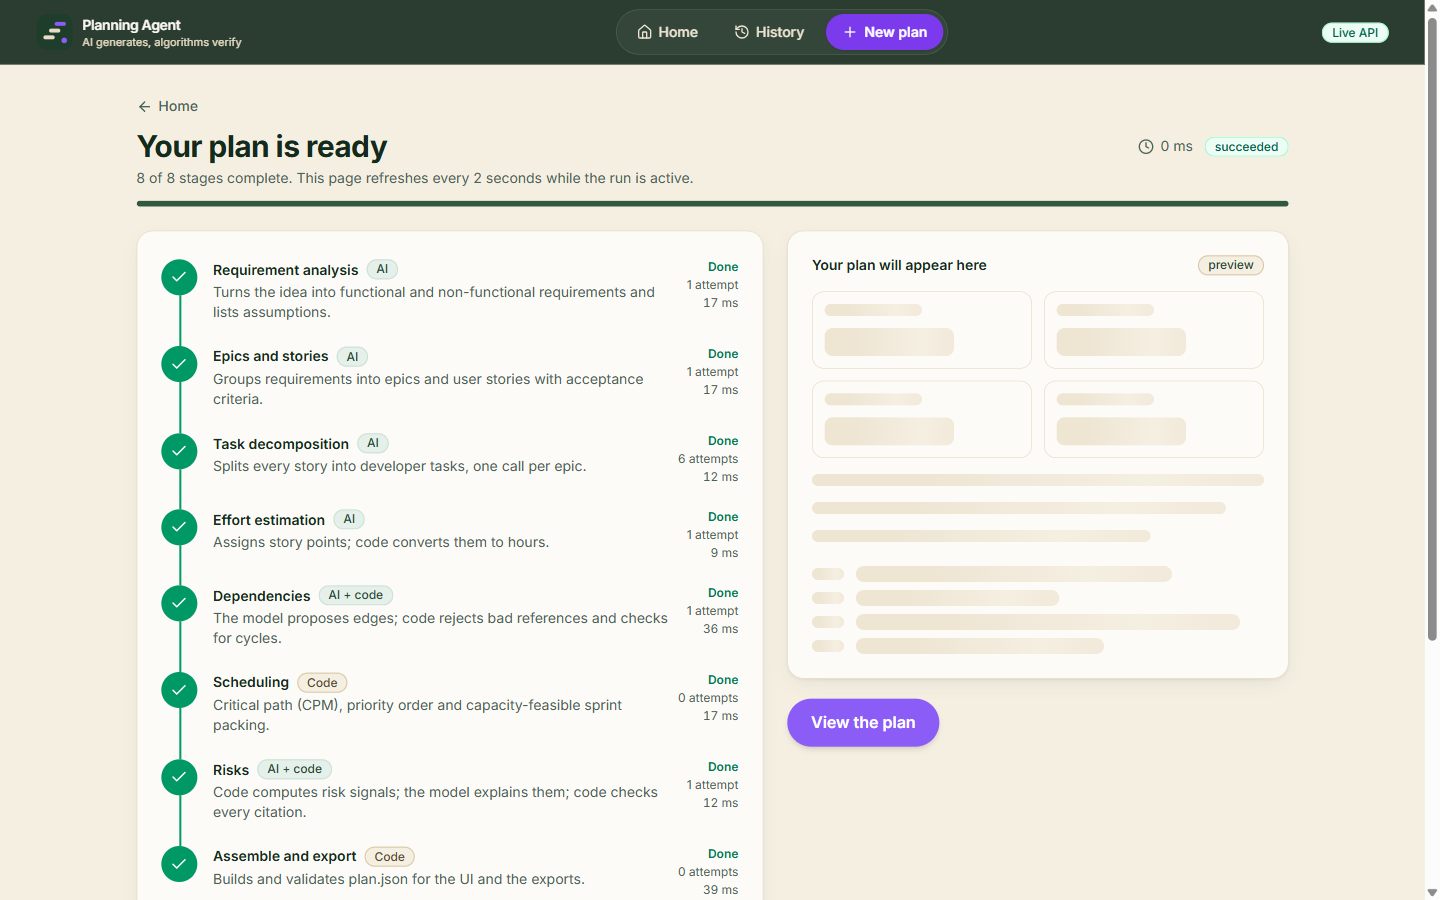 Planning Agent
AI generates, algorithms verify
Home
History
New plan
Live API
Home
Your plan is ready
0 ms
succeeded
8 of 8 stages complete. This page refreshes every 2 seconds while the run is active.
Requirement analysis
AI
Turns the idea into functional and non-functional requirements and
lists assumptions.
Done
1 attempt
17 ms
Epics and stories
AI
Groups requirements into epics and user stories with acceptance
criteria.
Done
1 attempt
17 ms
Task decomposition
AI
Splits every story into developer tasks, one call per epic.
Done
6 attempts
12 ms
Effort estimation
AI
Assigns story points; code converts them to hours.
Done
1 attempt
9 ms
Dependencies
AI + code
The model proposes edges; code rejects bad references and checks
for cycles.
Done
1 attempt
36 ms
Scheduling
Code
Critical path (CPM), priority order and capacity-feasible sprint
packing.
Done
0 attempts
17 ms
Risks
AI + code
Code computes risk signals; the model explains them; code checks
every citation.
Done
1 attempt
12 ms
Assemble and export
Code
Builds and validates plan.json for the UI and the exports.
Done
0 attempts
39 ms
Your plan will appear here
preview
View the plan